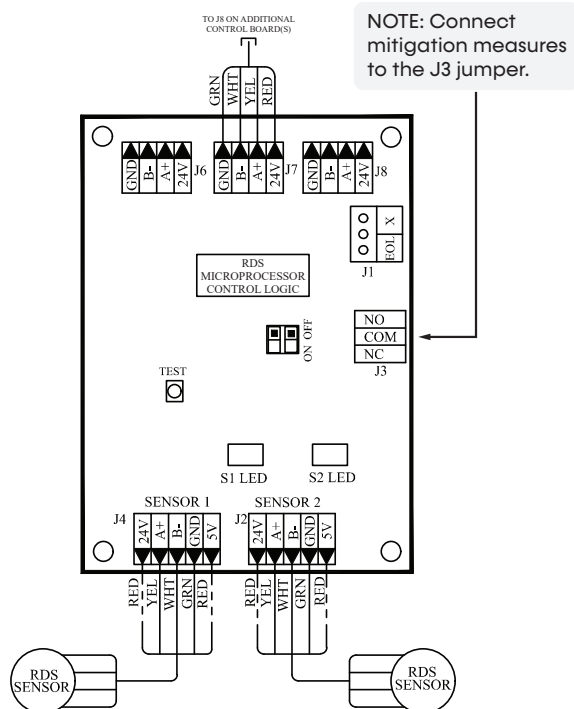 TO J8 ON ADDITIONAL
CONTROL BOARD(S)
NOTE: Connect
mitigation measures
to the J3 jumper.
GRN
WHT
YEL
RED
GND
B-
A+
24V
J6
GND
B-
A+
24V
J7
GND
B-
A+
24V
J8
X
EOL
J1
RDS
MICROPROCESSOR
CONTROL LOGIC
ON OFF
NO
COM
NC
J3
TEST
S1 LED
S2 LED
SENSOR 1
SENSOR 2
J4
24V
A+
B-
GND
5V
J2
24V
A+
B-
GND
5V
RED
YEL
WHT
GRN
RED
RED
YEL
WHT
GRN
RED
RDS
SENSOR
RDS
SENSOR